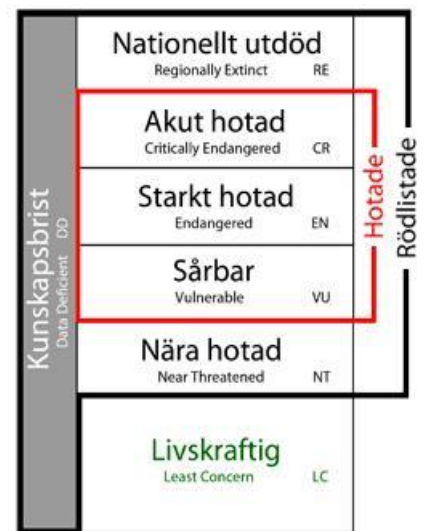 Nationellt utdöd
Regionally Extinct RE
Akut hotad
Critically Endangered CR
Starkt hotad
Endangered EN
Sårbar
Vulnerable VU
Nära hotad
Near Threatened NT
Livskraftig
Least Concern LC
Kunskapsbrist
Data Deficient DD
Hotade
Rödlistade